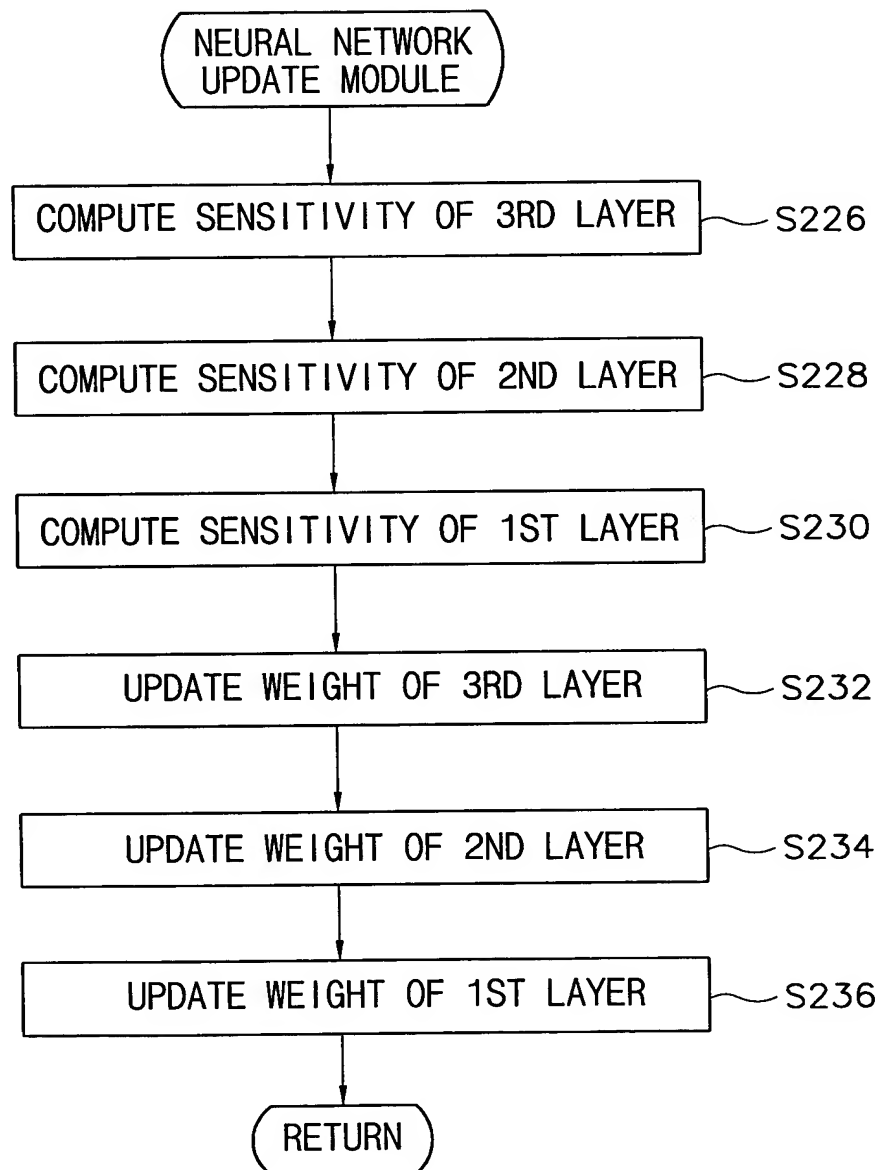 NEURAL NETWORK
UPDATE MODULE
COMPUTE SENSITIVITY OF 3RD LAYER
S226
COMPUTE SENSITIVITY OF 2ND LAYER
S228
COMPUTE SENSITIVITY OF 1ST LAYER
S230
UPDATE WEIGHT OF 3RD LAYER
S232
UPDATE WEIGHT OF 2ND LAYER
S234
UPDATE WEIGHT OF 1ST LAYER
S236
RETURN